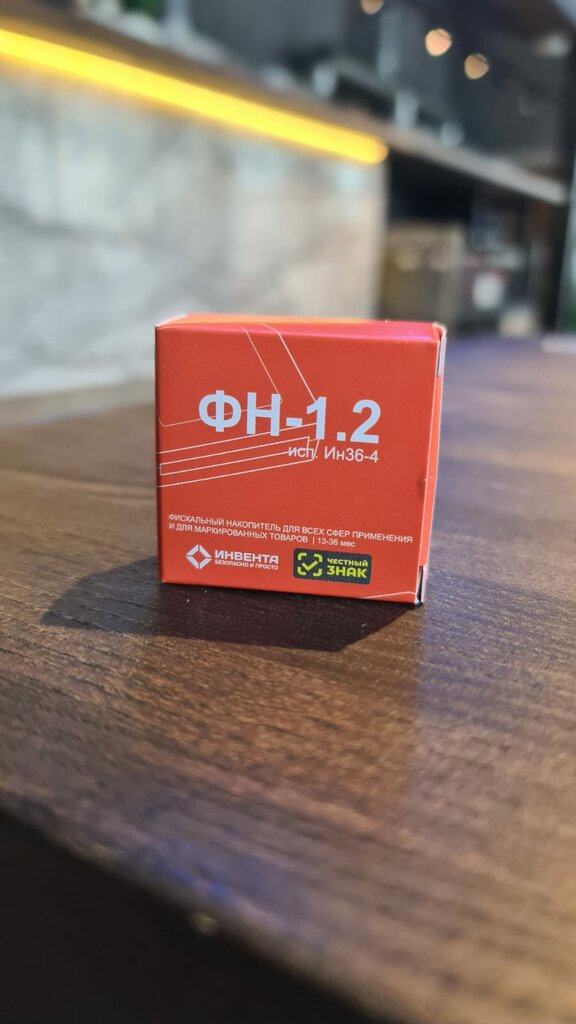 ФН-1.2
исп. Ин36-4
ФИСКАЛЬНЫЙ НАКОПИТЕЛЬ ДЛЯ ВСЕХ СФЕР ПРИМЕНЕНИЯ
И ДЛЯ МАРКИРОВАННЫХ ТОВАРОВ | 13-36 мес
ИНВЕНТА
БЕЗОПАСНО И ПРОСТО
ЧЕСТНЫЙ
ЗНАК